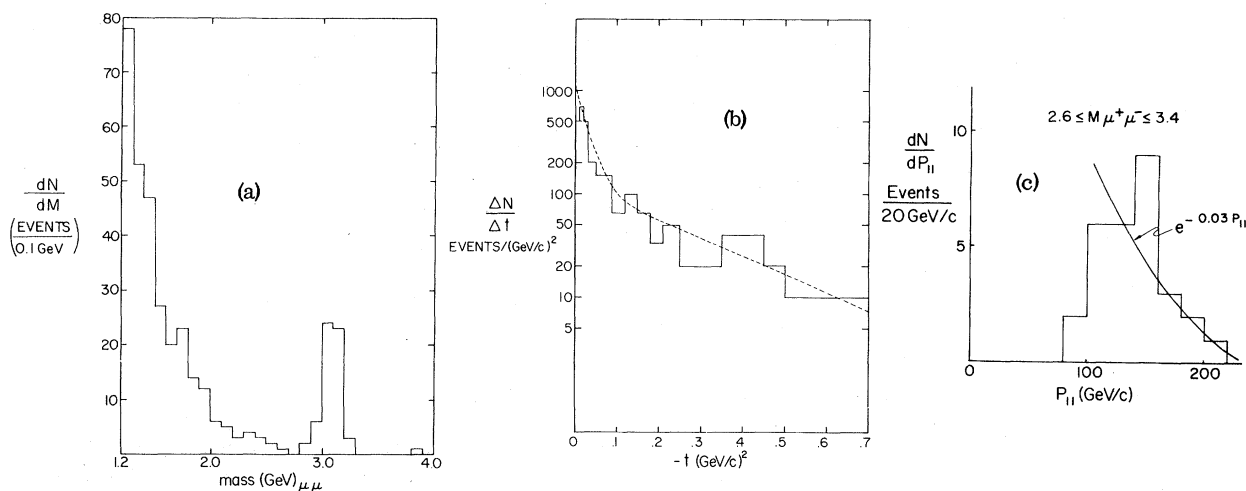 80
70
60
50
40
30
20
10
dN
dM
(EVENTS
0.1 GeV)
(a)
1.2
2.0
3.0
4.0
mass (GeV) μμ
1000
500
200
100
50
20
10
5
ΔN
Δt
EVENTS/(GeV/c)²
(b)
0
.1
.2
.3
.4
.5
.6
0.7
-t (GeV/c)²
10
5
dN
dP||
Events
20 GeV/c
2.6 ≤ M μ⁺μ⁻ ≤ 3.4
(c)
e^-0.03 P||
0
100
200
P|| (GeV/c)